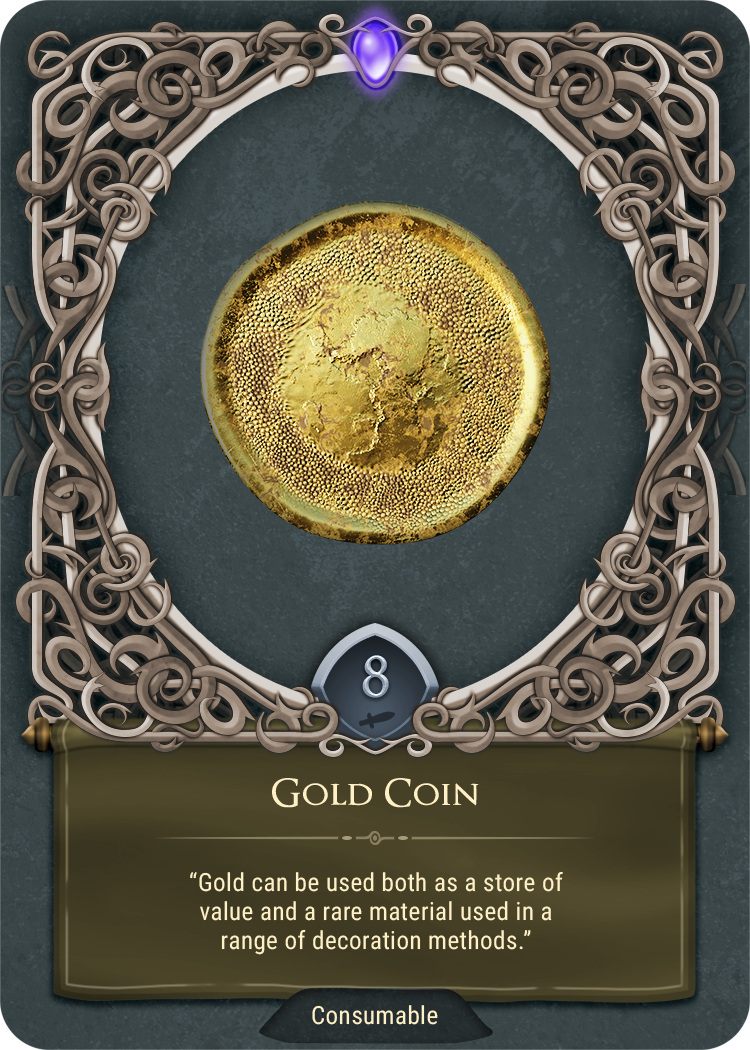 8
Gold Coin
“Gold can be used both as a store of
value and a rare material used in a
range of decoration methods.”
Consumable